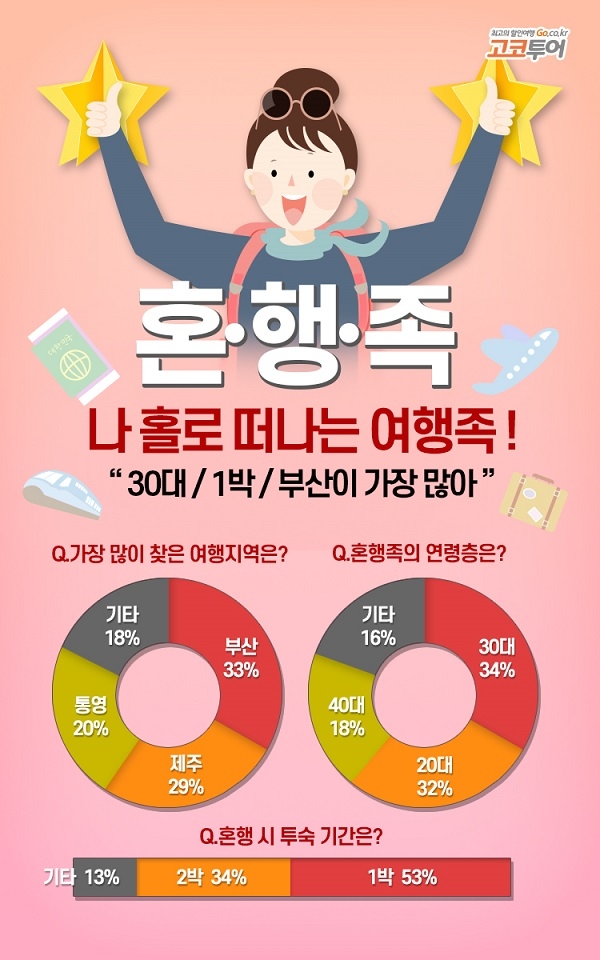 최고의 할인여행 Go.co.kr
고코투어
혼·행·족
나 홀로 떠나는 여행족 !
“ 30대 / 1박 / 부산이 가장 많아 ”
Q.가장 많이 찾은 여행지역은?
기타
18%
부산
33%
통영
20%
제주
29%
Q.혼행족의 연령층은?
기타
16%
30대
34%
40대
18%
20대
32%
Q.혼행 시 투숙 기간은?
기타 13%
2박 34%
1박 53%